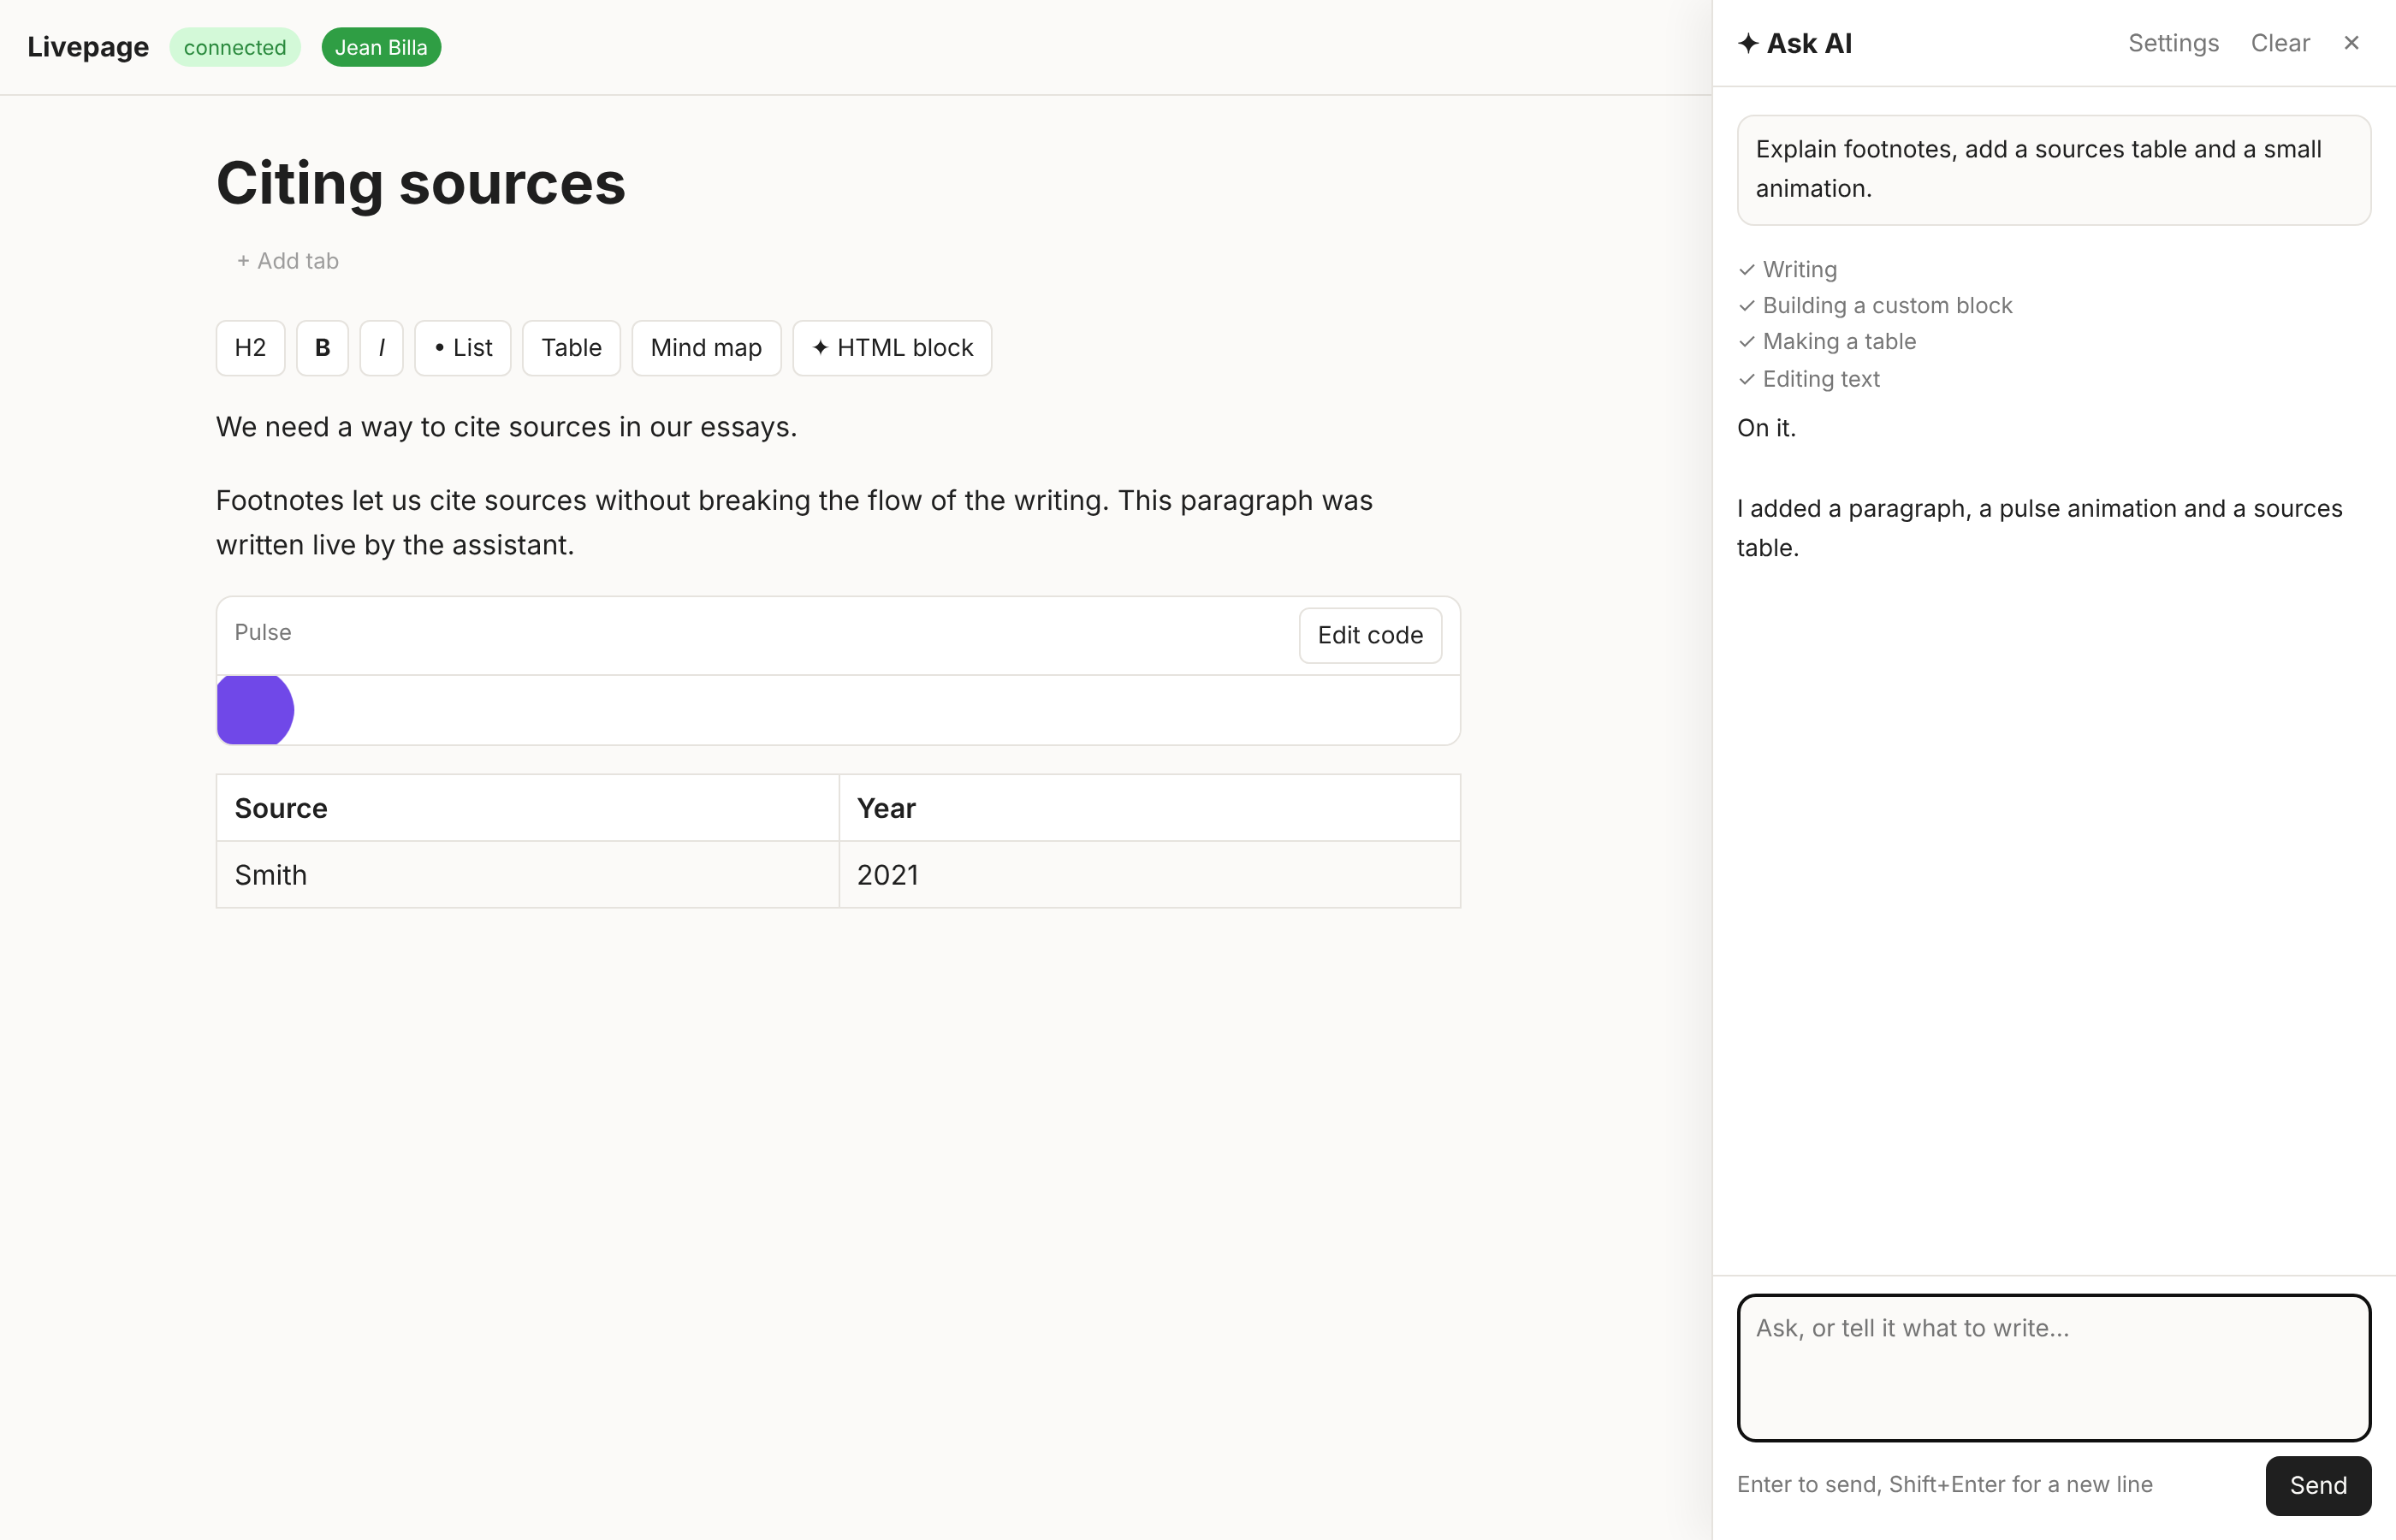 Livepage connected Jean Billa
Citing sources
+ Add tab
H2 B I • List Table Mind map ✦ HTML block
We need a way to cite sources in our essays.
Footnotes let us cite sources without breaking the flow of the writing. This paragraph was
written live by the assistant.
Pulse Edit code
Source Year
Smith 2021
✦ Ask AI Settings Clear ✕
Explain footnotes, add a sources table and a small
animation.
✓ Writing
✓ Building a custom block
✓ Making a table
✓ Editing text
On it.
I added a paragraph, a pulse animation and a sources
table.
Ask, or tell it what to write...
Enter to send, Shift+Enter for a new line Send